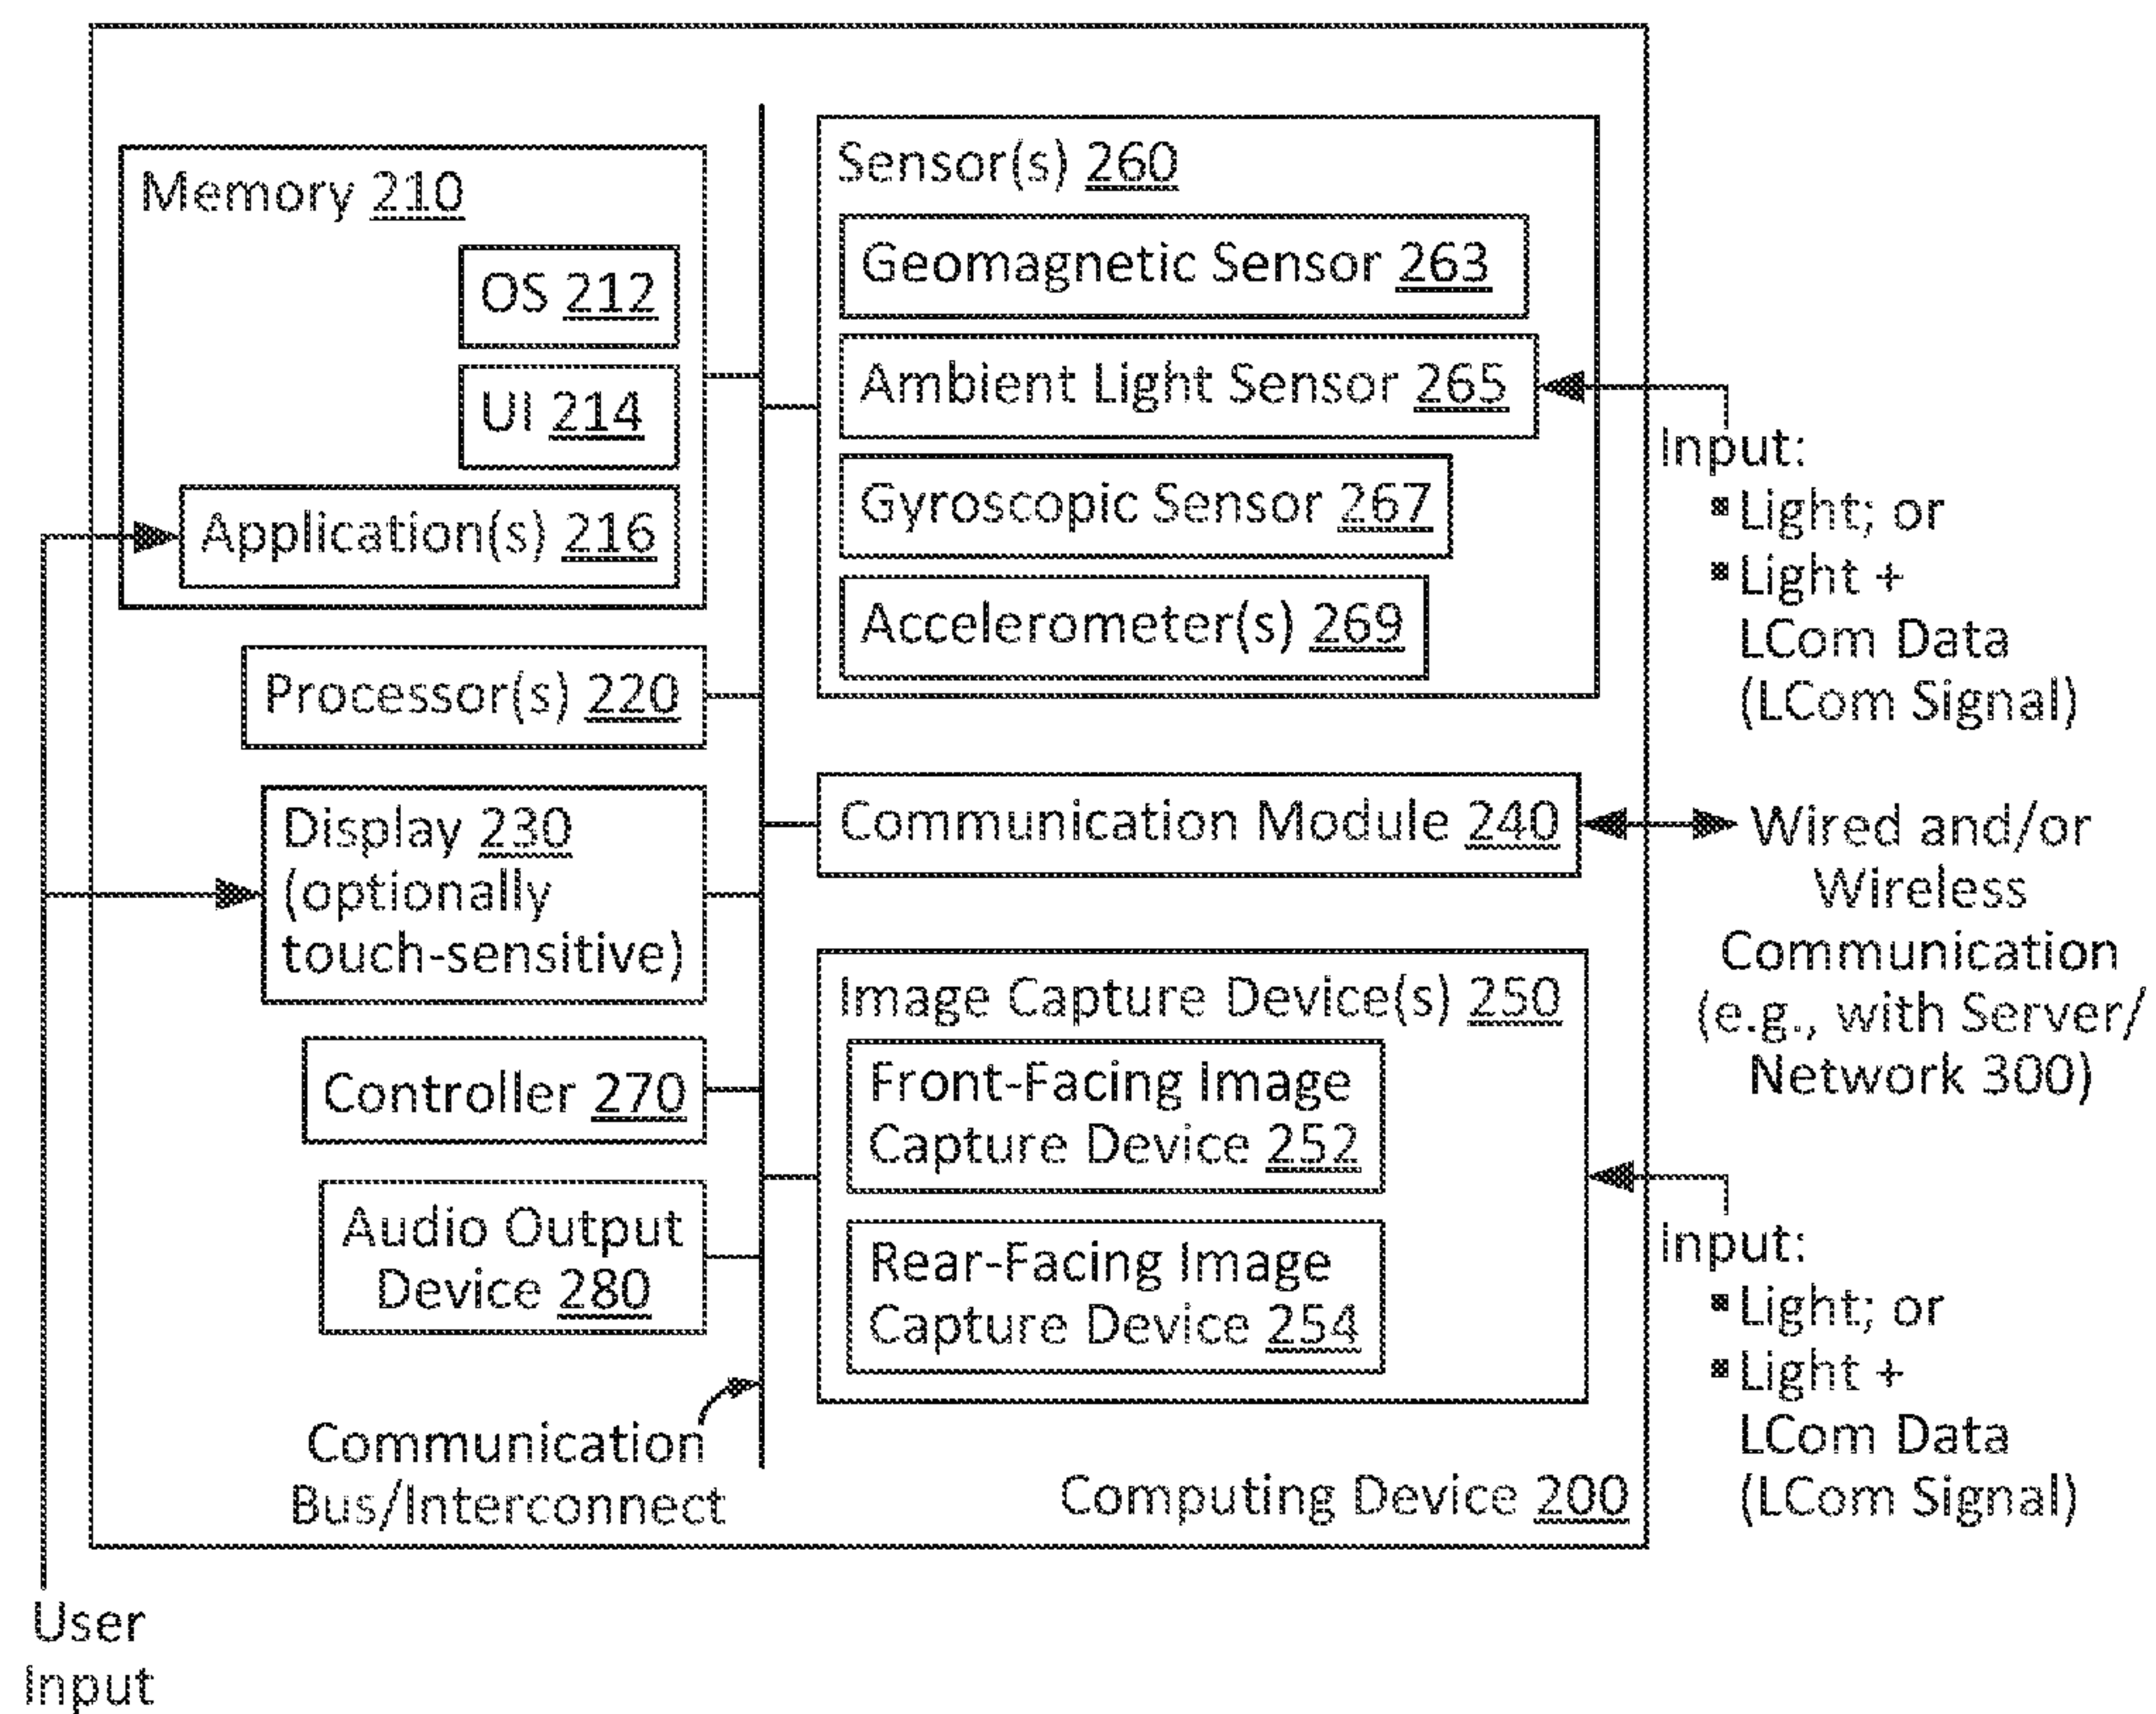 Memory 210
OS 212
UI 214
Application(s) 216
Processor(s) 220
Display 230
(optionally
touch-sensitive)
Controller 270
Audio Output
Device 280
Communication
Bus/Interconnect
Sensor(s) 260
Geomagnetic Sensor 263
Ambient Light Sensor 265
Gyroscopic Sensor 267
Accelerometer(s) 269
Communication Module 240
Image Capture Device(s) 250
Front-Facing Image
Capture Device 252
Rear-Facing Image
Capture Device 254
Computing Device 200
Input:
▪ Light; or
▪ Light +
LCom Data
(LCom Signal)
Wired and/or
Wireless
Communication
(e.g., with Server/
Network 300)
Input:
▪ Light; or
▪ Light +
LCom Data
(LCom Signal)
User
Input